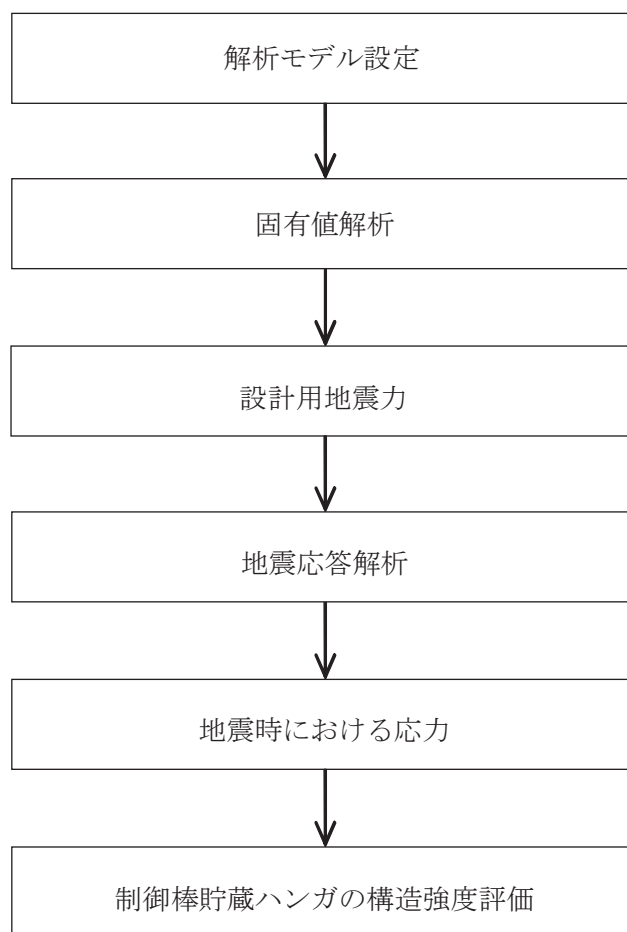 解析モデル設定
固有値解析
設計用地震力
地震応答解析
地震時における応力
制御棒貯蔵ハンガの構造強度評価